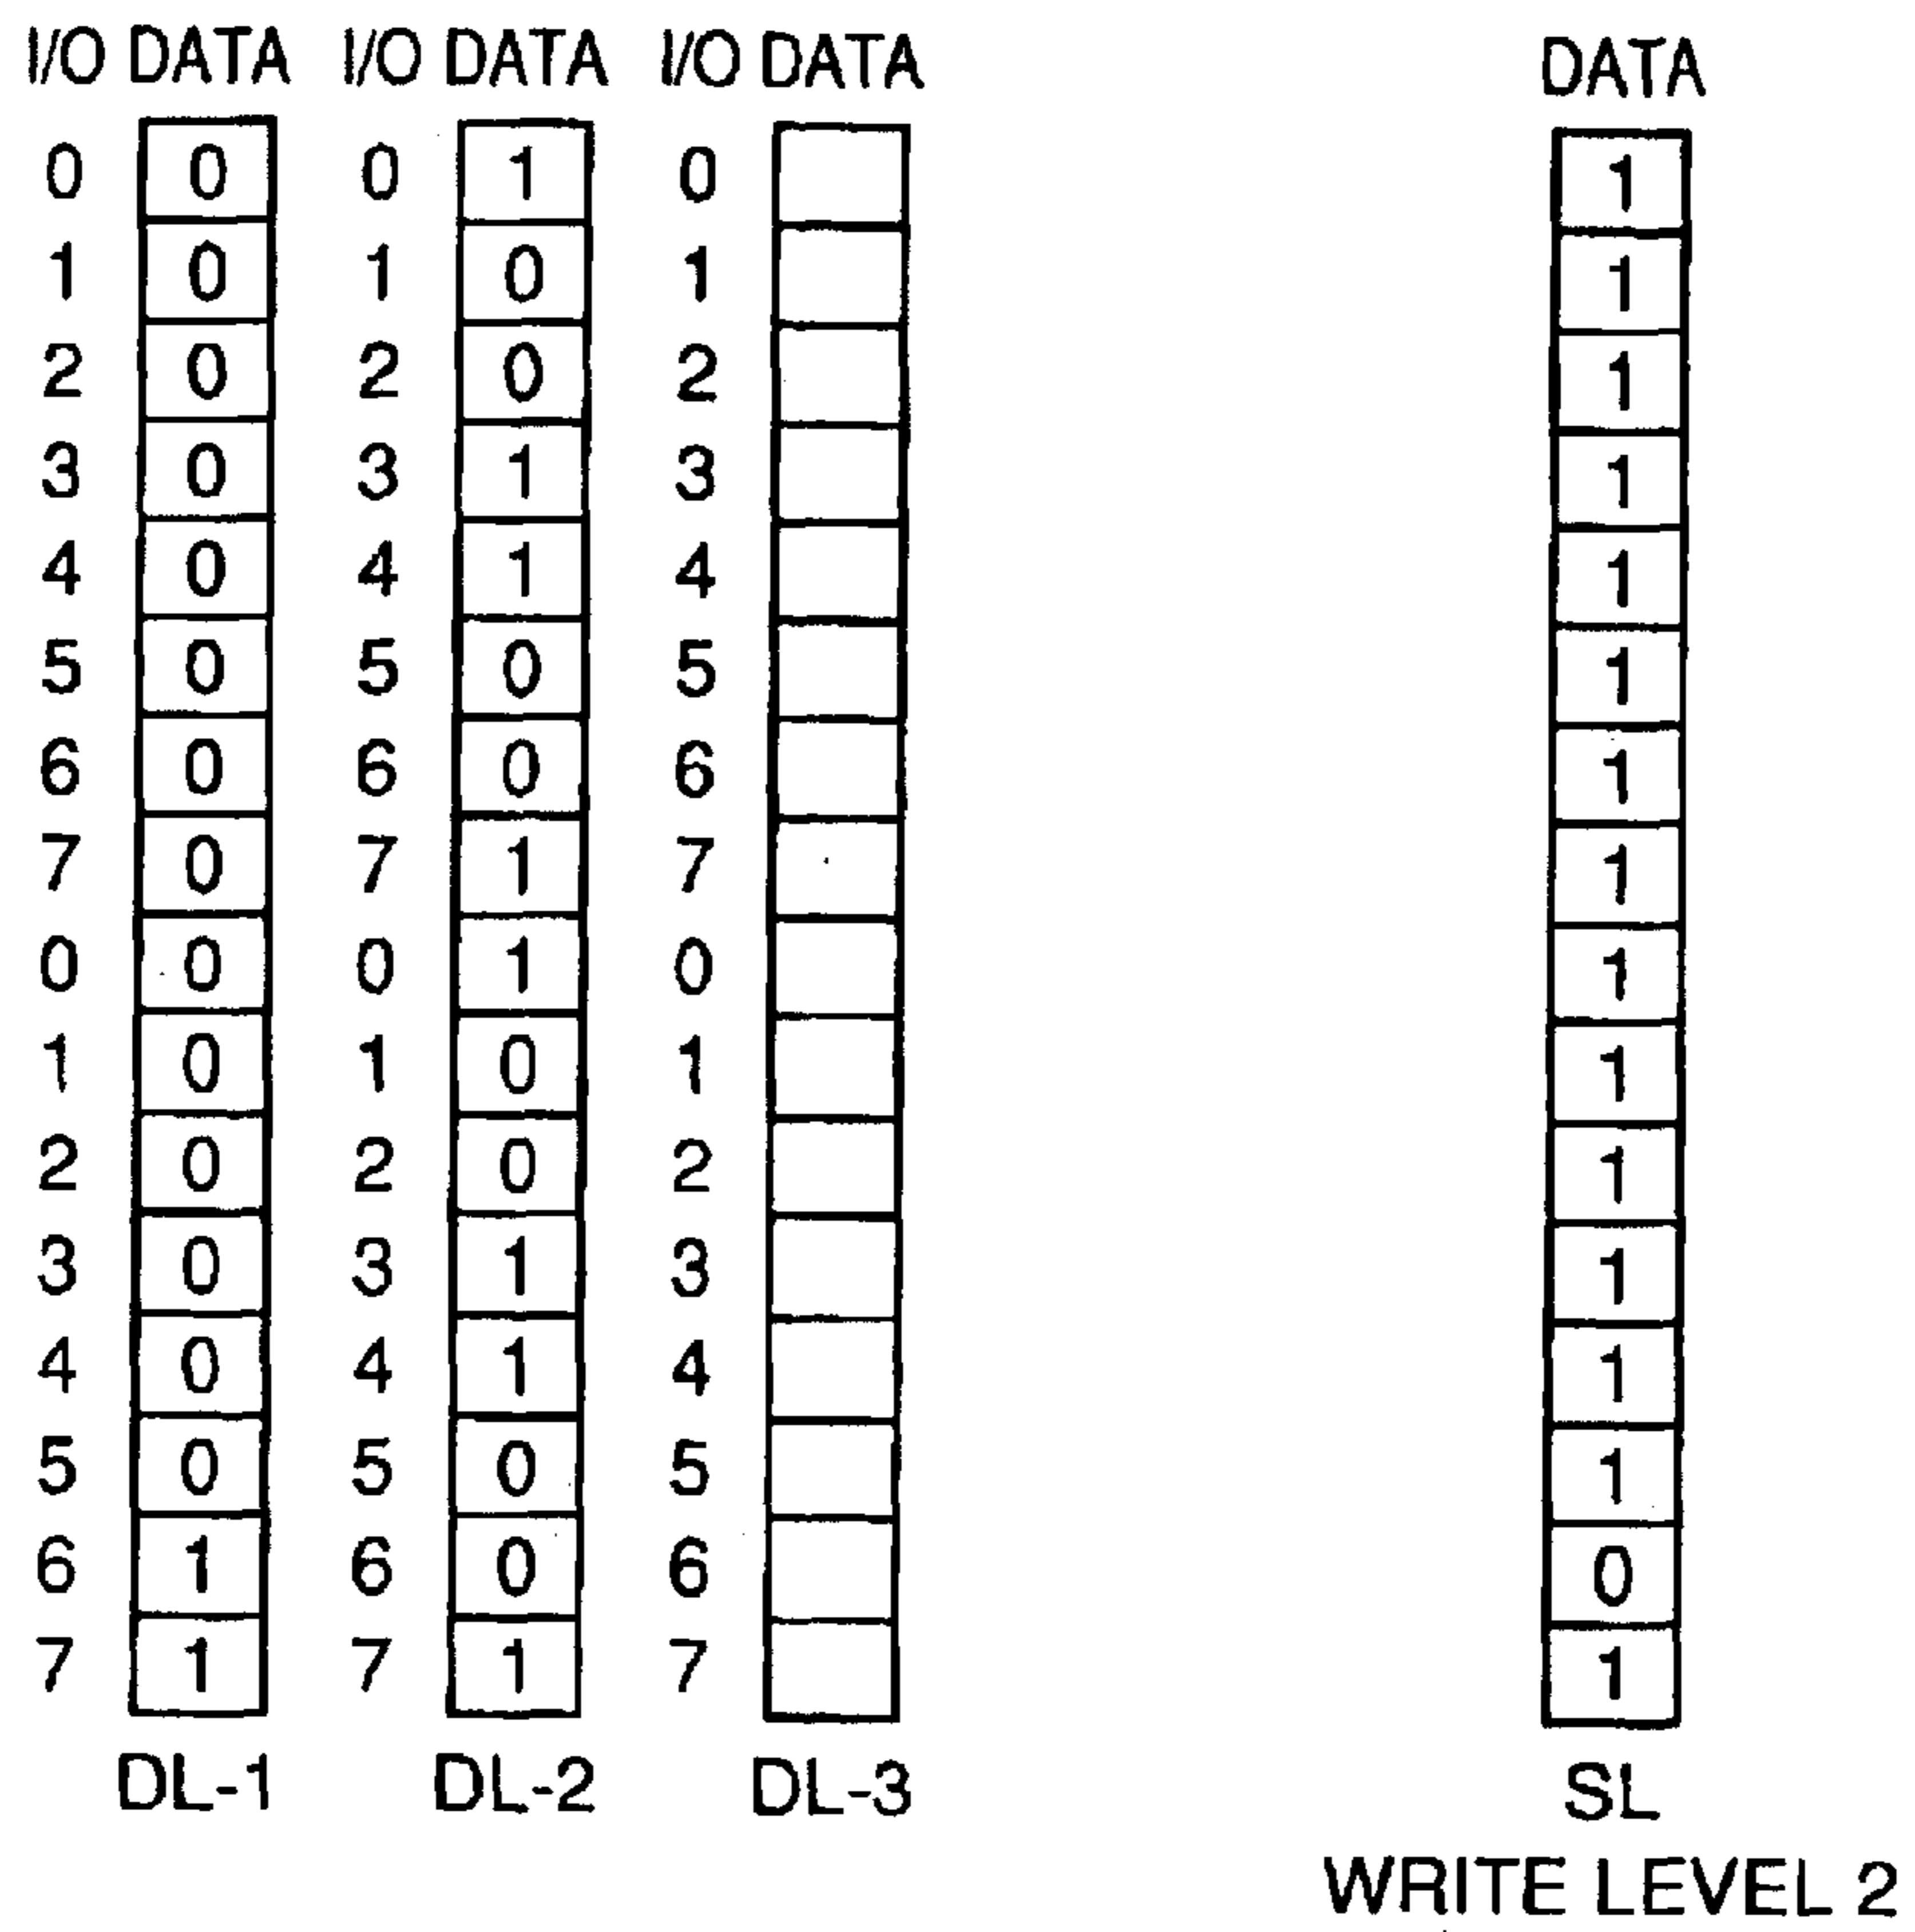 I/O DATA I/O DATA I/O DATA DATA
0 0 0 1 0 1
1 0 1 0 1 1
2 0 2 0 2 1
3 0 3 1 3 1
4 0 4 1 4 1
5 0 5 0 5 1
6 0 6 0 6 1
7 0 7 1 7 1
0 0 0 1 0 1
1 0 1 0 1 1
2 0 2 0 2 1
3 0 3 1 3 1
4 0 4 1 4 1
5 0 5 0 5 1
6 1 6 0 6 0
7 1 7 1 7 1
DL-1 DL-2 DL-3 SL
WRITE LEVEL 2